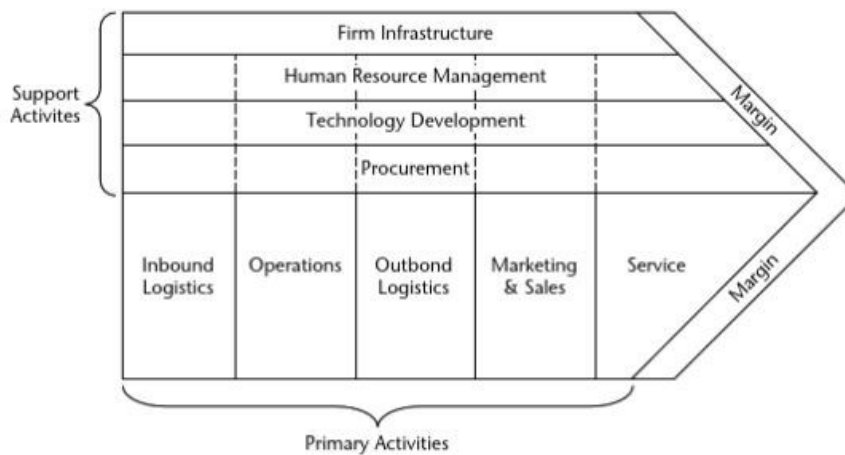 Firm Infrastructure
Human Resource Management
Technology Development
Procurement
Support
Activites
Margin
Inbound
Logistics
Operations
Outbond
Logistics
Marketing
& Sales
Service
Margin
Primary Activities